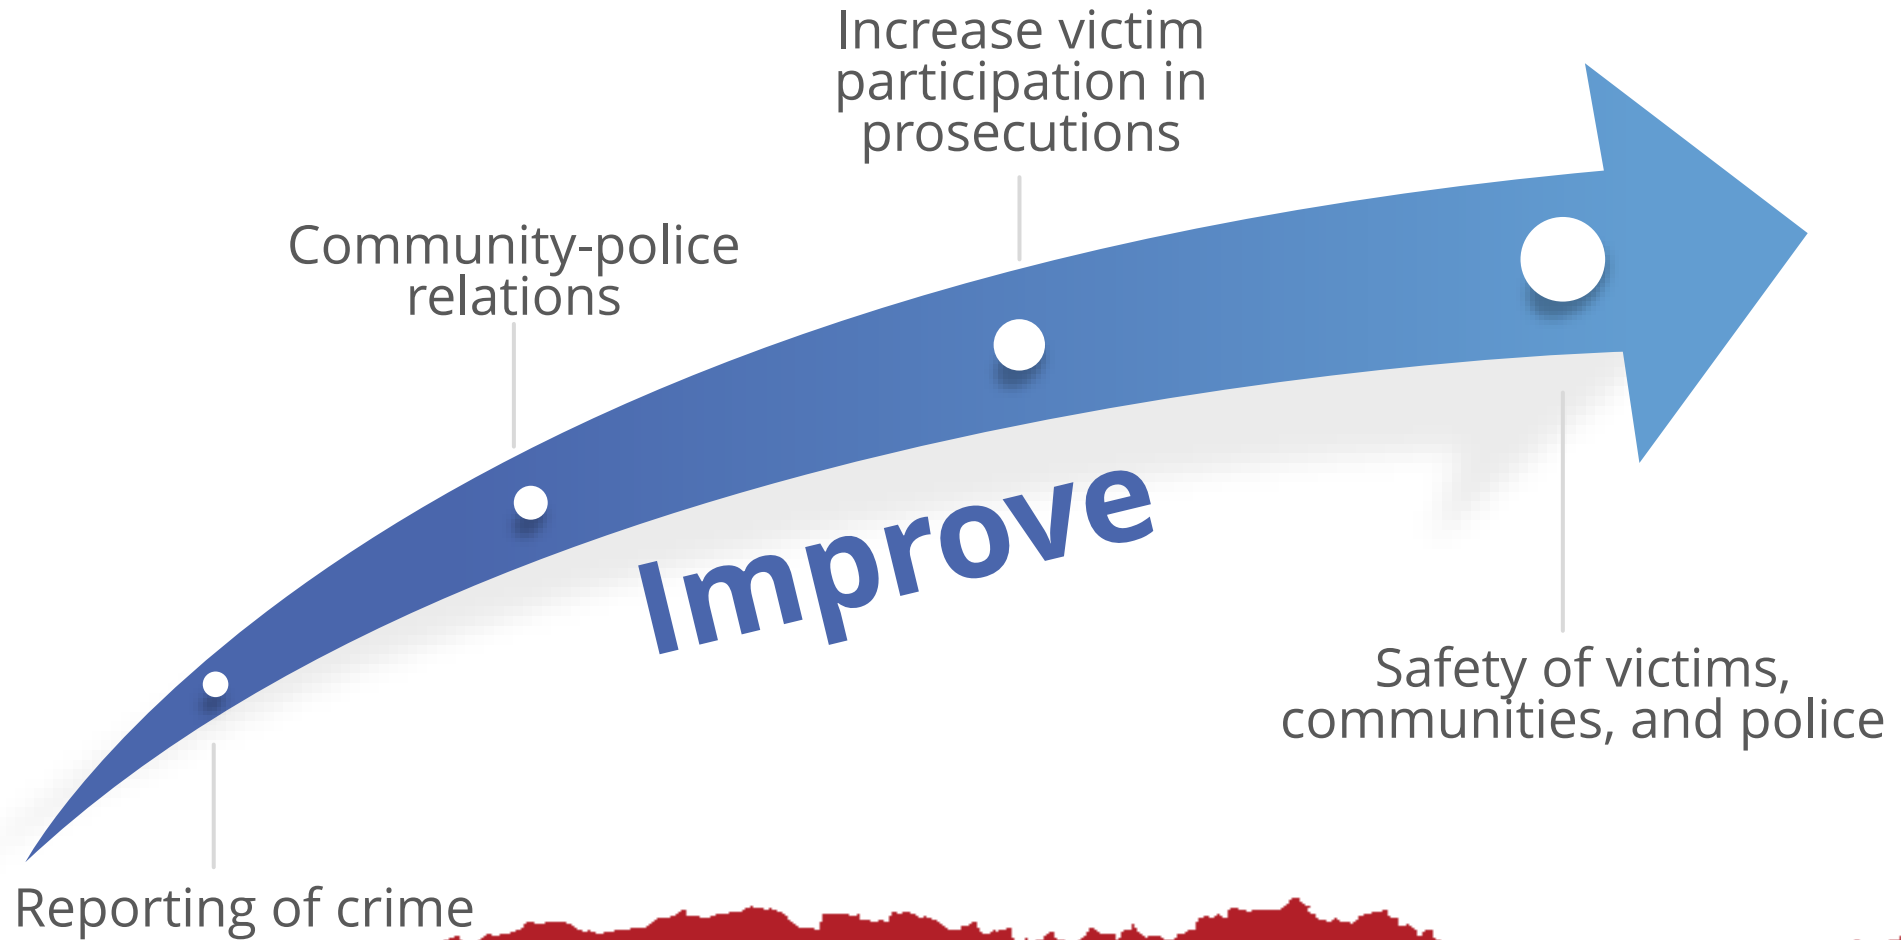 Increase victim
participation in
prosecutions
Community-police
relations
Improve
Safety of victims,
communities, and police
Reporting of crime